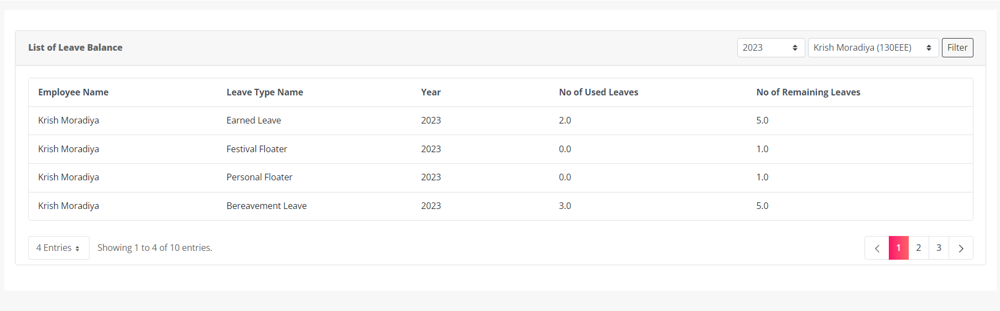 List of Leave Balance 2023 Krish Moradiya (130EEE) Filter
Employee Name Leave Type Name Year No of Used Leaves No of Remaining Leaves
Krish Moradiya Earned Leave 2023 2.0 5.0
Krish Moradiya Festival Floater 2023 0.0 1.0
Krish Moradiya Personal Floater 2023 0.0 1.0
Krish Moradiya Bereavement Leave 2023 3.0 5.0
4 Entries Showing 1 to 4 of 10 entries. 1 2 3